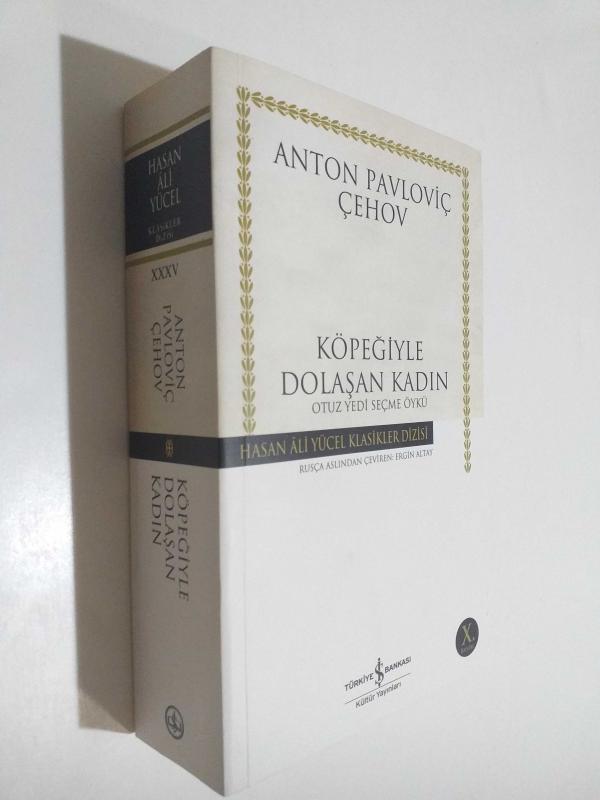 HASAN
ÂLİ
YÜCEL
KLASİKLER
DİZİSİ
XXXV
ANTON
PAVLOVİÇ
ÇEHOV
KÖPEĞİYLE
DOLAŞAN
KADIN
ANTON PAVLOVİÇ
ÇEHOV
KÖPEĞİYLE
DOLAŞAN KADIN
OTUZ YEDİ SEÇME ÖYKÜ
HASAN ÂLİ YÜCEL KLASİKLER DİZİSİ
RUSÇA ASLINDAN ÇEVİREN: ERGİN ALTAY
X.
TÜRKİYE İŞ BANKASI
Kültür Yayınları